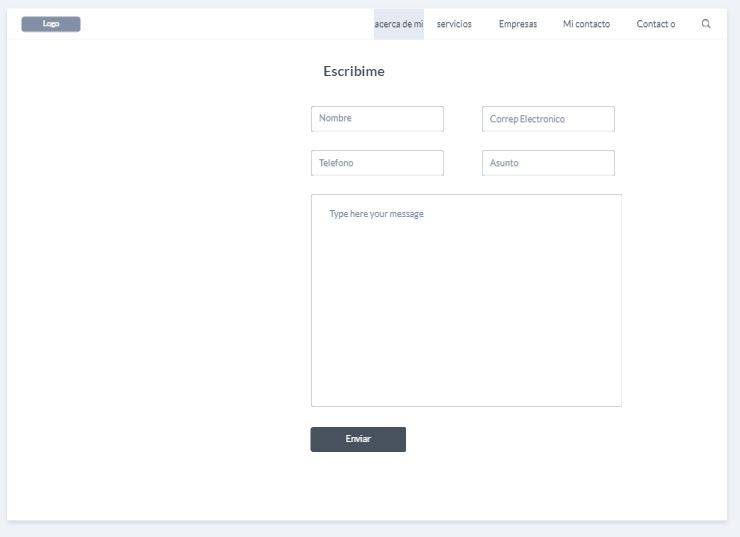 Logo
acerca de mi servicios Empresas Mi contacto Contact o
Escribime
Nombre Correp Electronico
Telefono Asunto
Type here your message
Enviar